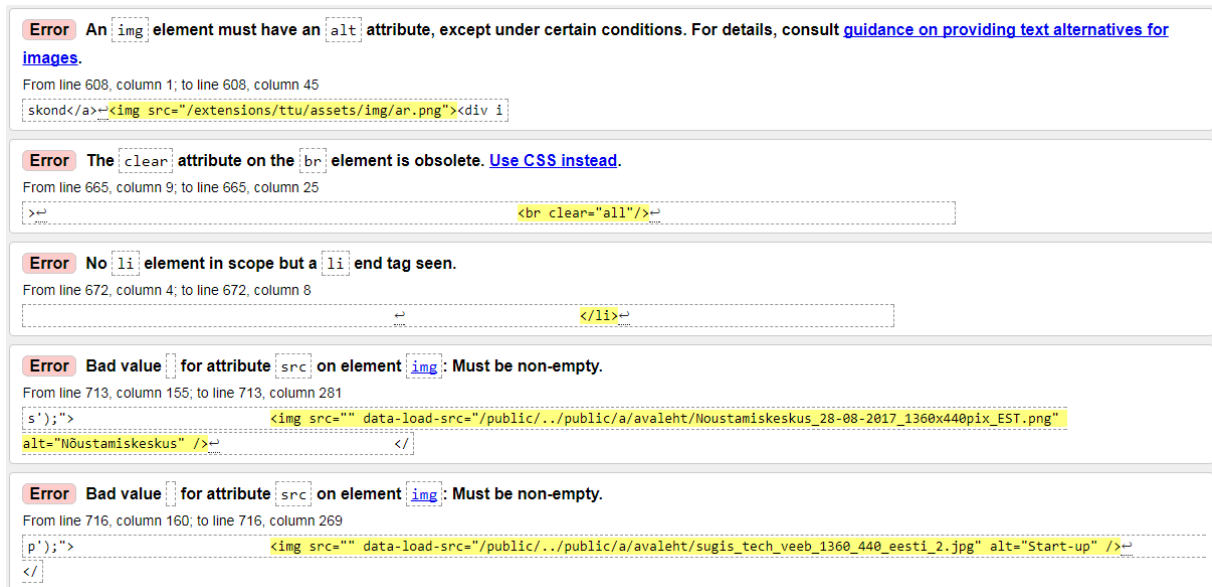 Error An img element must have an alt attribute, except under certain conditions. For details, consult guidance on providing text alternatives for
images.
From line 608, column 1; to line 608, column 45
skond</a>↩<img src="/extensions/ttu/assets/img/ar.png"><div i
Error The clear attribute on the br element is obsolete. Use CSS instead.
From line 665, column 9; to line 665, column 25
>↩ <br clear="all"/>↩
Error No li element in scope but a li end tag seen.
From line 672, column 4; to line 672, column 8
↩ </li>↩
Error Bad value for attribute src on element img: Must be non-empty.
From line 713, column 155; to line 713, column 281
s');"> <img src="" data-load-src="/public/../public/a/avaleht/Noustamiskeskus_28-08-2017_1360x440pix_EST.png"
alt="Nõustamiskeskus" />↩ </
Error Bad value for attribute src on element img: Must be non-empty.
From line 716, column 160; to line 716, column 269
p');"> <img src="" data-load-src="/public/../public/a/avaleht/sugis_tech_veeb_1360_440_eesti_2.jpg" alt="Start-up" />↩
</